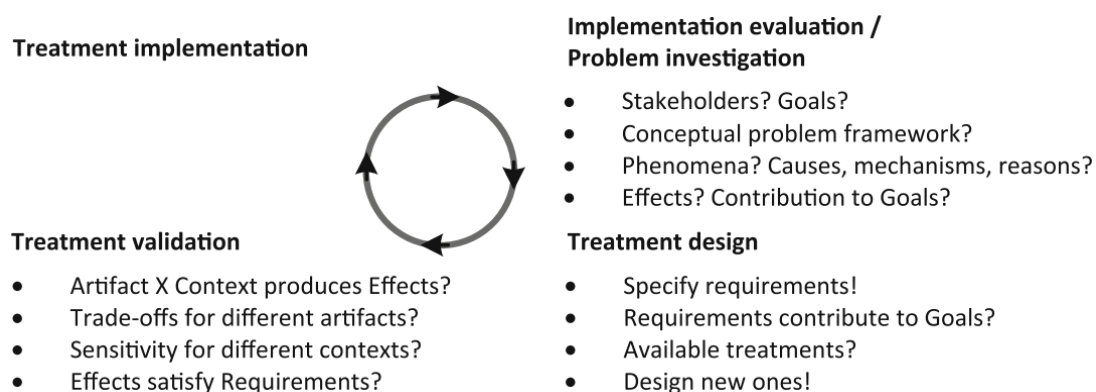 Treatment implementation
Implementation evaluation /
Problem investigation
• Stakeholders? Goals?
• Conceptual problem framework?
• Phenomena? Causes, mechanisms, reasons?
• Effects? Contribution to Goals?
Treatment validation
• Artifact X Context produces Effects?
• Trade-offs for different artifacts?
• Sensitivity for different contexts?
• Effects satisfy Requirements?
Treatment design
• Specify requirements!
• Requirements contribute to Goals?
• Available treatments?
• Design new ones!